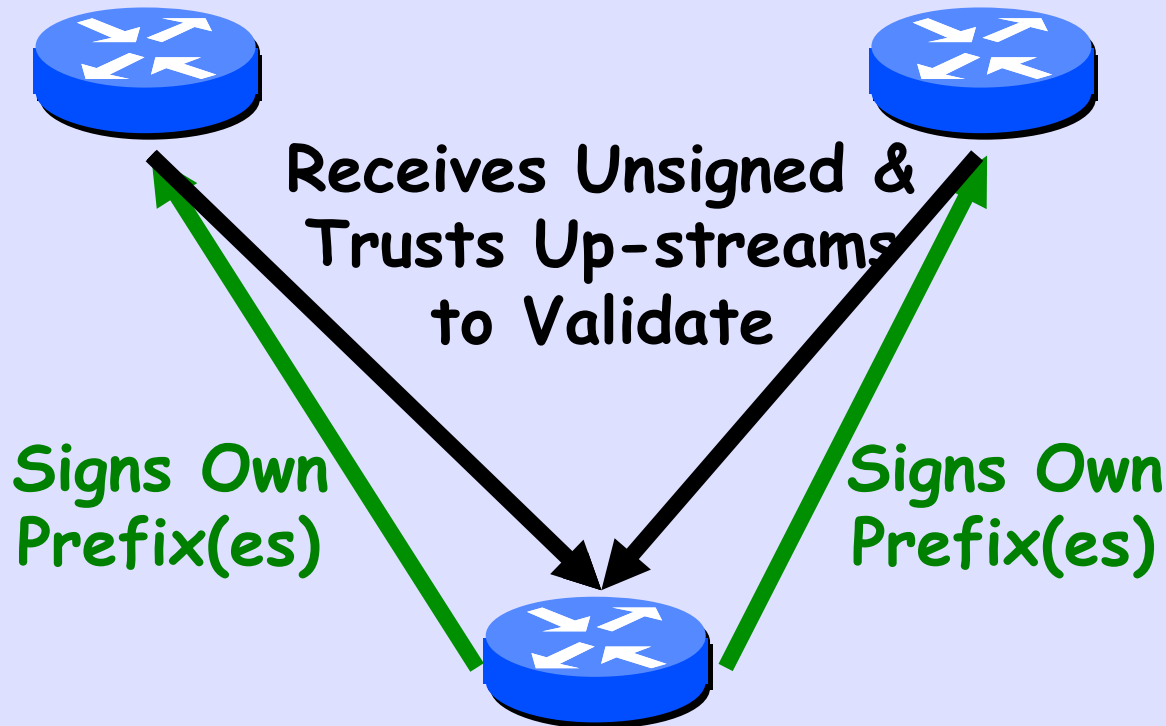 Receives Unsigned &
Trusts Up-streams
to Validate
Signs Own
Prefix(es)
Signs Own
Prefix(es)